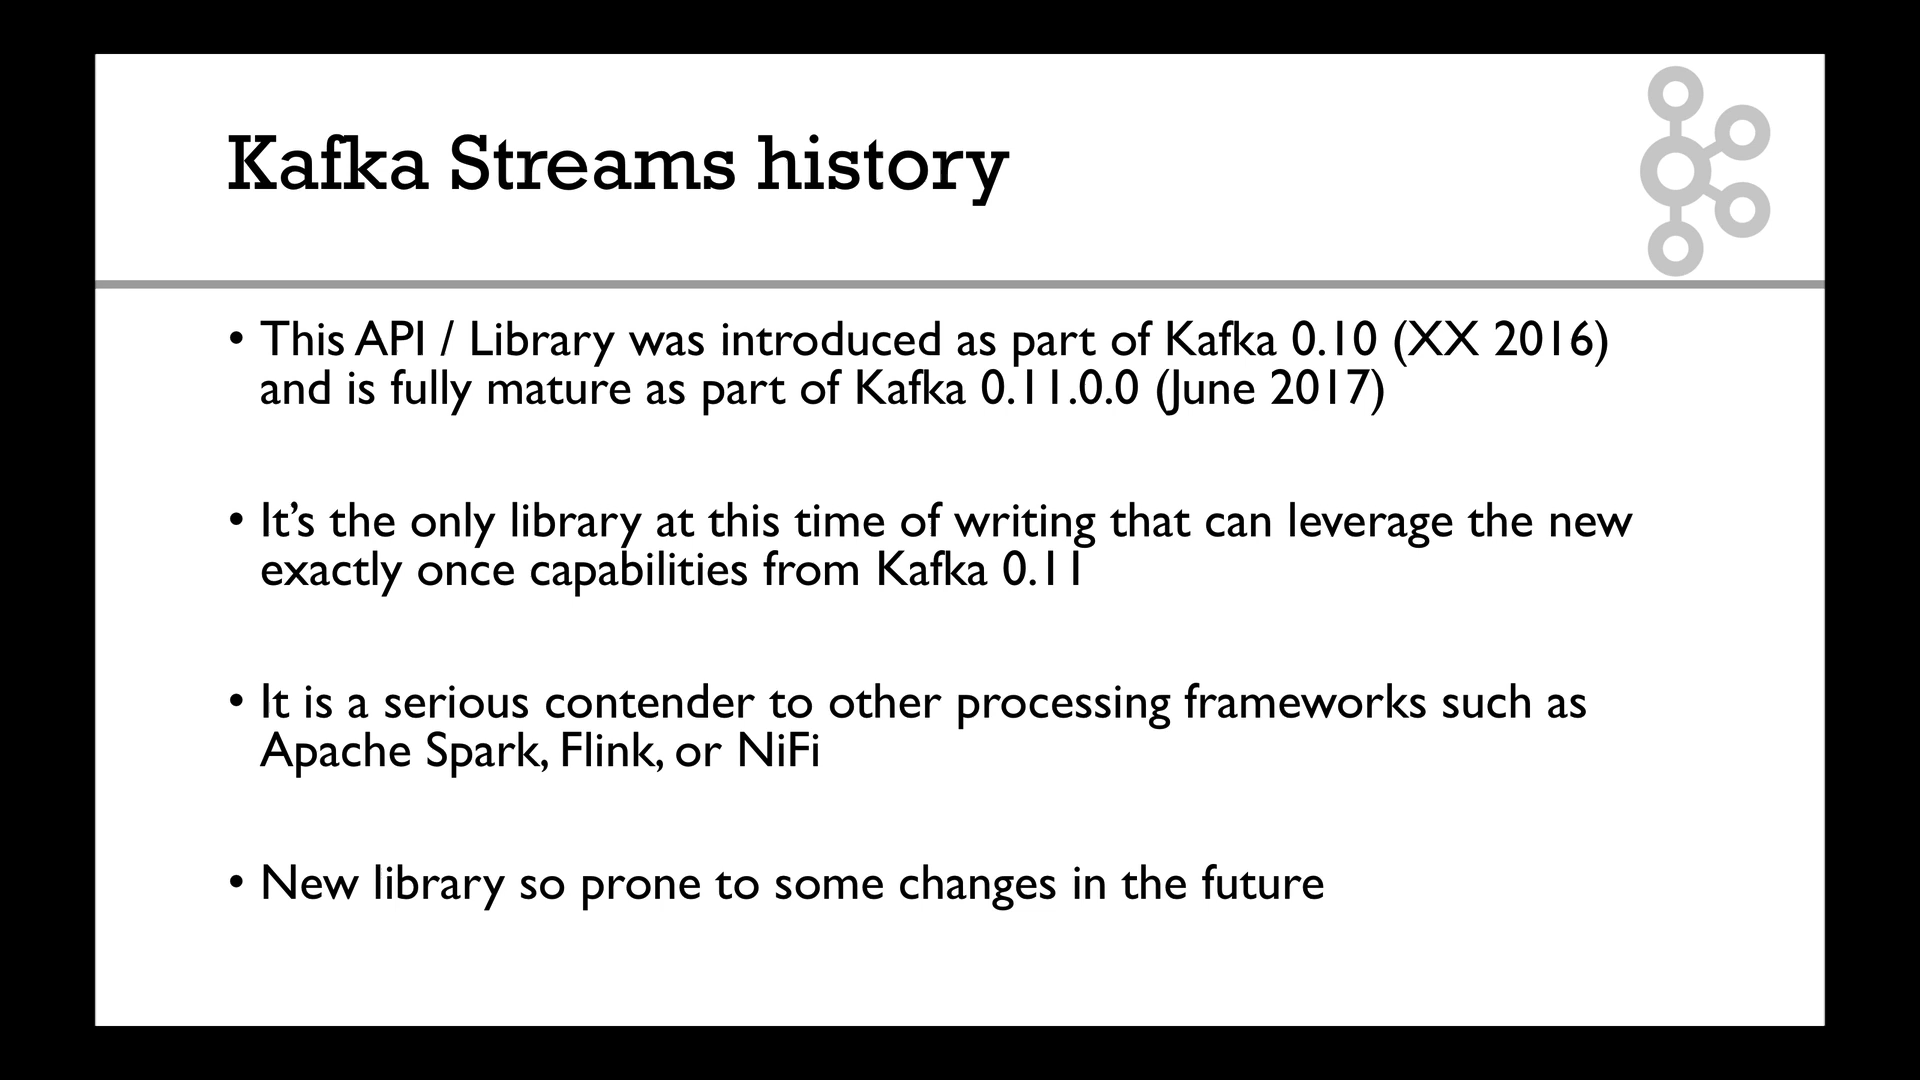 Kafka Streams history
• This API / Library was introduced as part of Kafka 0.10 (XX 2016)
and is fully mature as part of Kafka 0.11.0.0 (June 2017)
• It’s the only library at this time of writing that can leverage the new
exactly once capabilities from Kafka 0.11
• It is a serious contender to other processing frameworks such as
Apache Spark, Flink, or NiFi
• New library so prone to some changes in the future